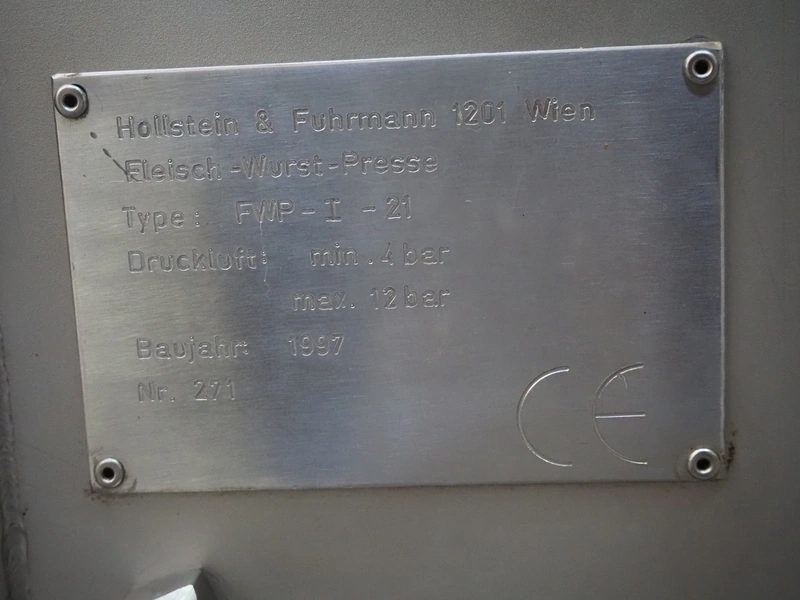 Hollstein & Fuhrmann 1201 Wien
Fleisch-Wurst-Presse
Type: FWP-I-21
Druckluft: min. 4 bar
max. 12 bar
Baujahr: 1997
Nr. 271
CE